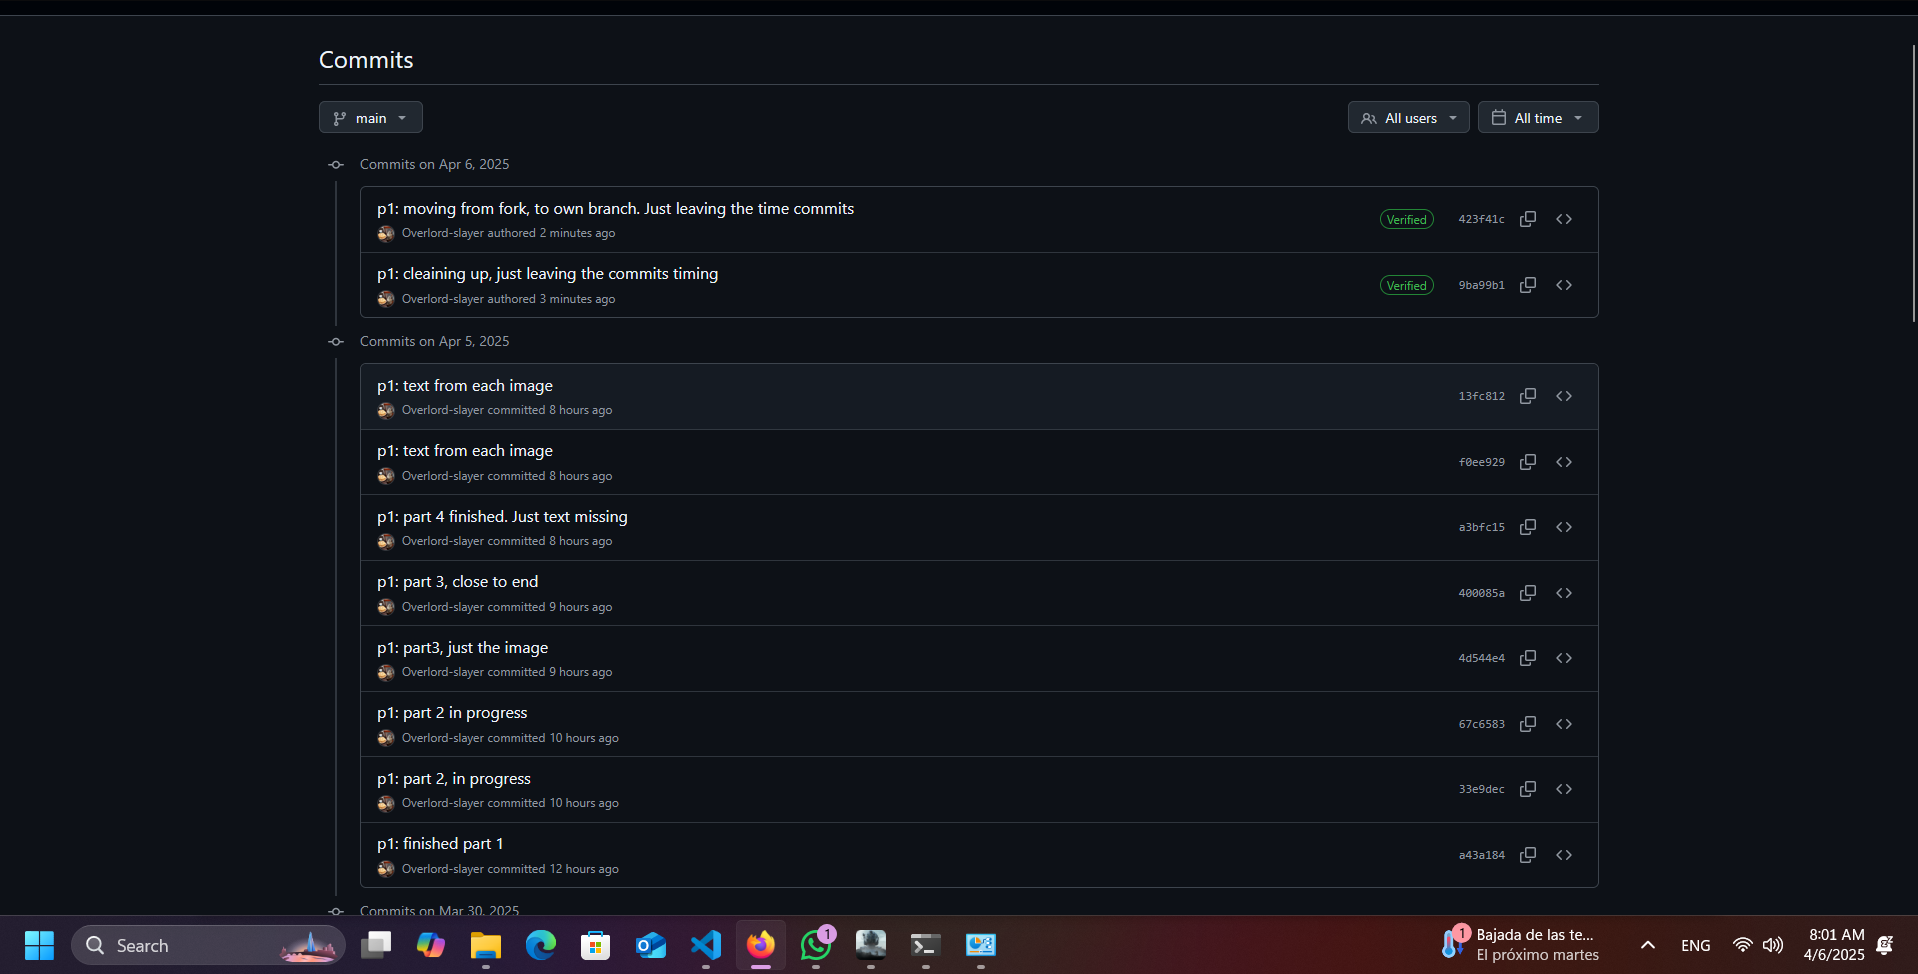 Commits
main
All users
All time
Commits on Apr 6, 2025
p1: moving from fork, to own branch. Just leaving the time commits
Overlord-slayer authored 2 minutes ago
Verified
423f41c
p1: cleaining up, just leaving the commits timing
Overlord-slayer authored 3 minutes ago
Verified
9ba99b1
Commits on Apr 5, 2025
p1: text from each image
Overlord-slayer committed 8 hours ago
13fc812
p1: text from each image
Overlord-slayer committed 8 hours ago
f0ee929
p1: part 4 finished. Just text missing
Overlord-slayer committed 8 hours ago
a3bfc15
p1: part 3, close to end
Overlord-slayer committed 9 hours ago
400085a
p1: part3, just the image
Overlord-slayer committed 9 hours ago
4d544e4
p1: part 2 in progress
Overlord-slayer committed 10 hours ago
67c6583
p1: part 2, in progress
Overlord-slayer committed 10 hours ago
33e9dec
p1: finished part 1
Overlord-slayer committed 12 hours ago
a43a184
Commits on Mar 30, 2025
Search
1
1
Bajada de las te...
El próximo martes
ENG
8:01 AM
4/6/2025